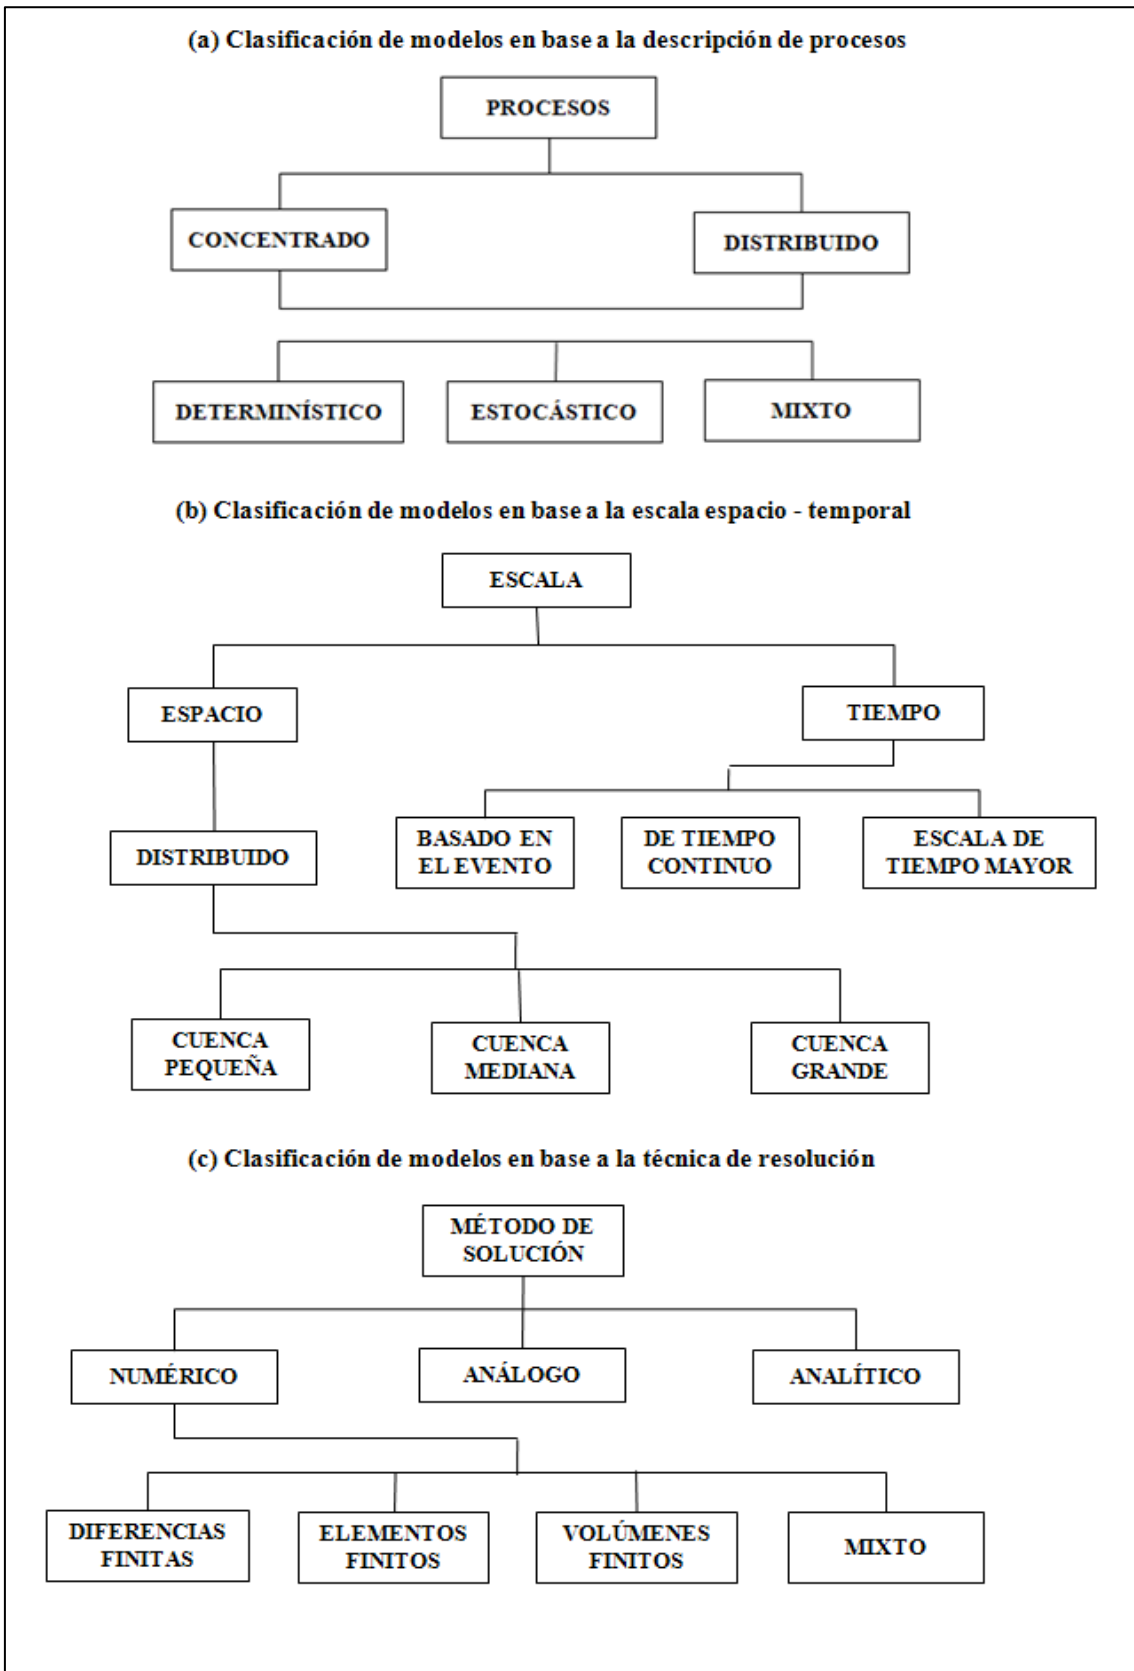 (a) Clasificación de modelos en base a la descripción de procesos
PROCESOS
CONCENTRADO
DISTRIBUIDO
DETERMINÍSTICO
ESTOCÁSTICO
MIXTO
(b) Clasificación de modelos en base a la escala espacio - temporal
ESCALA
ESPACIO
TIEMPO
DISTRIBUIDO
BASADO EN
EL EVENTO
DE TIEMPO
CONTINUO
ESCALA DE
TIEMPO MAYOR
CUENCA
PEQUEÑA
CUENCA
MEDIANA
CUENCA
GRANDE
(c) Clasificación de modelos en base a la técnica de resolución
MÉTODO DE
SOLUCIÓN
NUMÉRICO
ANÁLOGO
ANALÍTICO
DIFERENCIAS
FINITAS
ELEMENTOS
FINITOS
VOLÚMENES
FINITOS
MIXTO